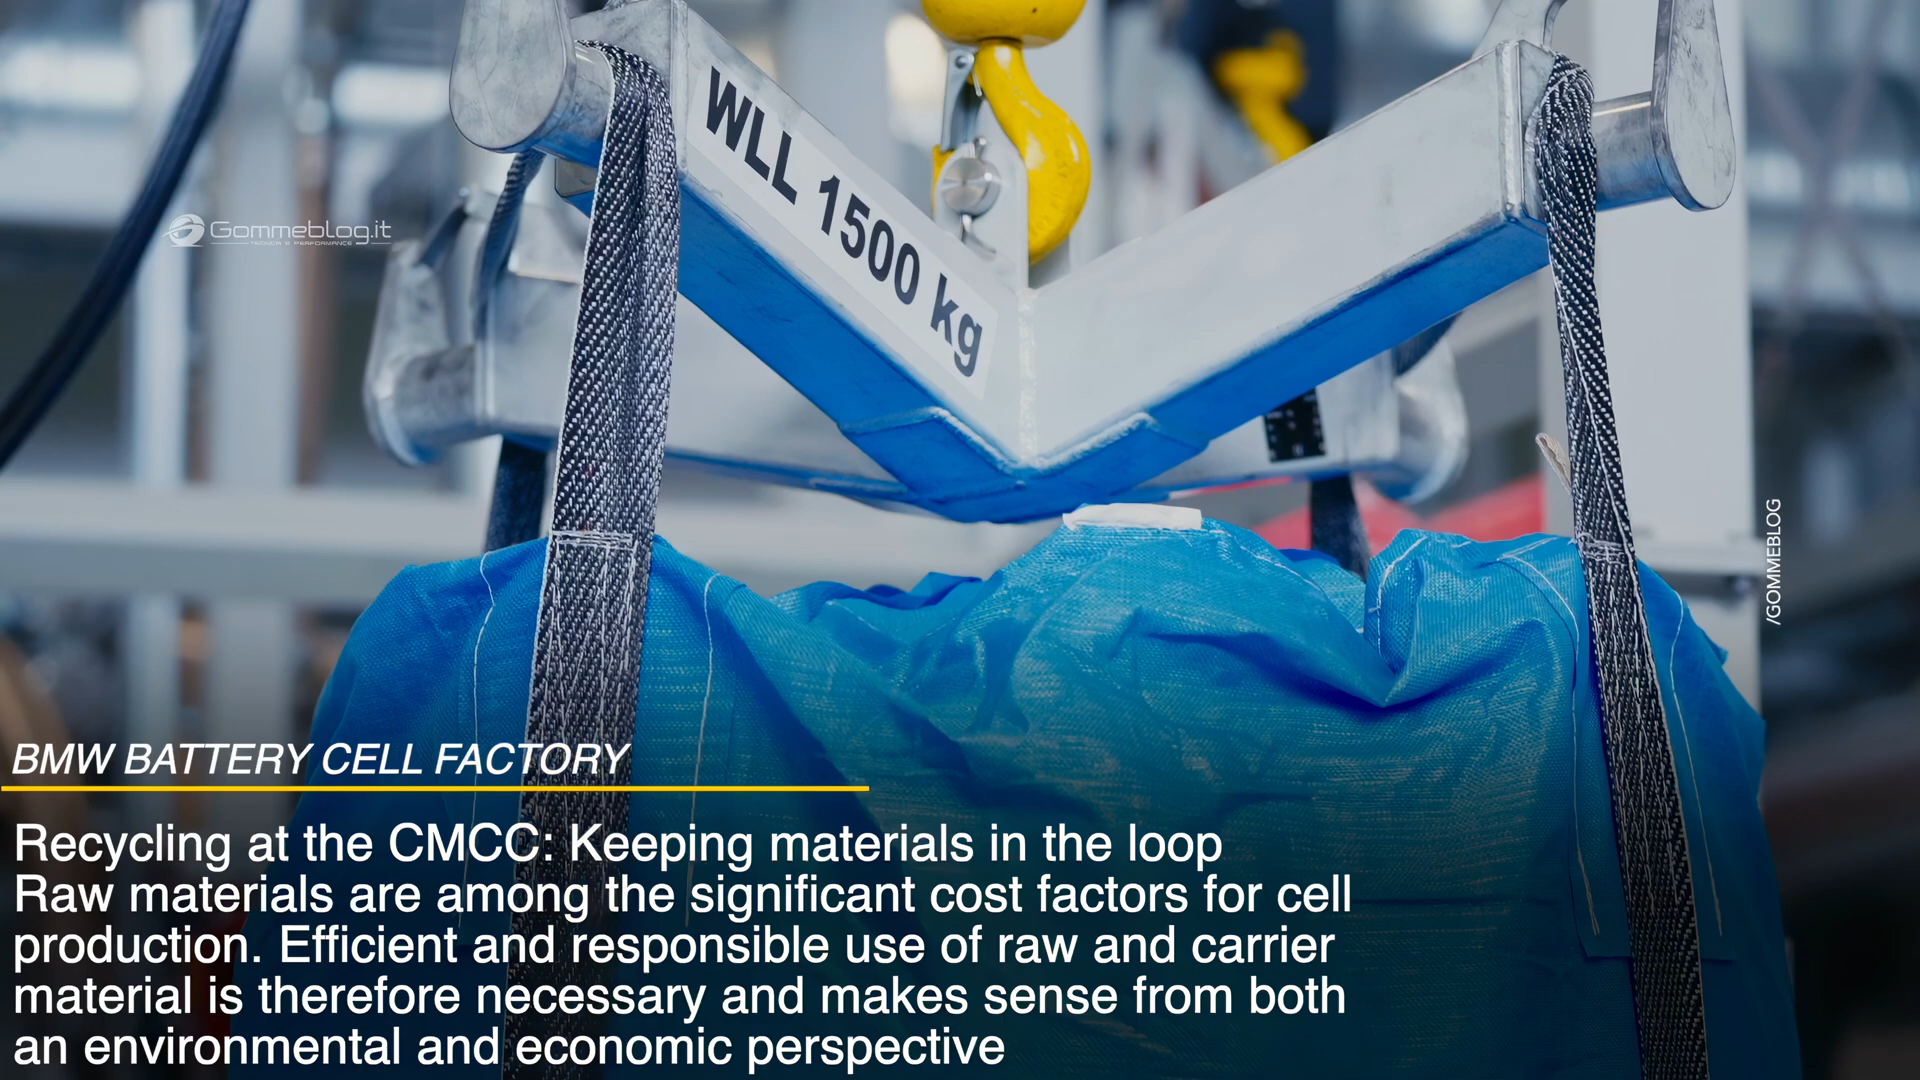 WLL 1500 kg
Gommeblog.it
TECNICA E PERFORMANCE
/GOMMEBLOG
BMW BATTERY CELL FACTORY
Recycling at the CMCC: Keeping materials in the loop
Raw materials are among the significant cost factors for cell
production. Efficient and responsible use of raw and carrier
material is therefore necessary and makes sense from both
an environmental and economic perspective